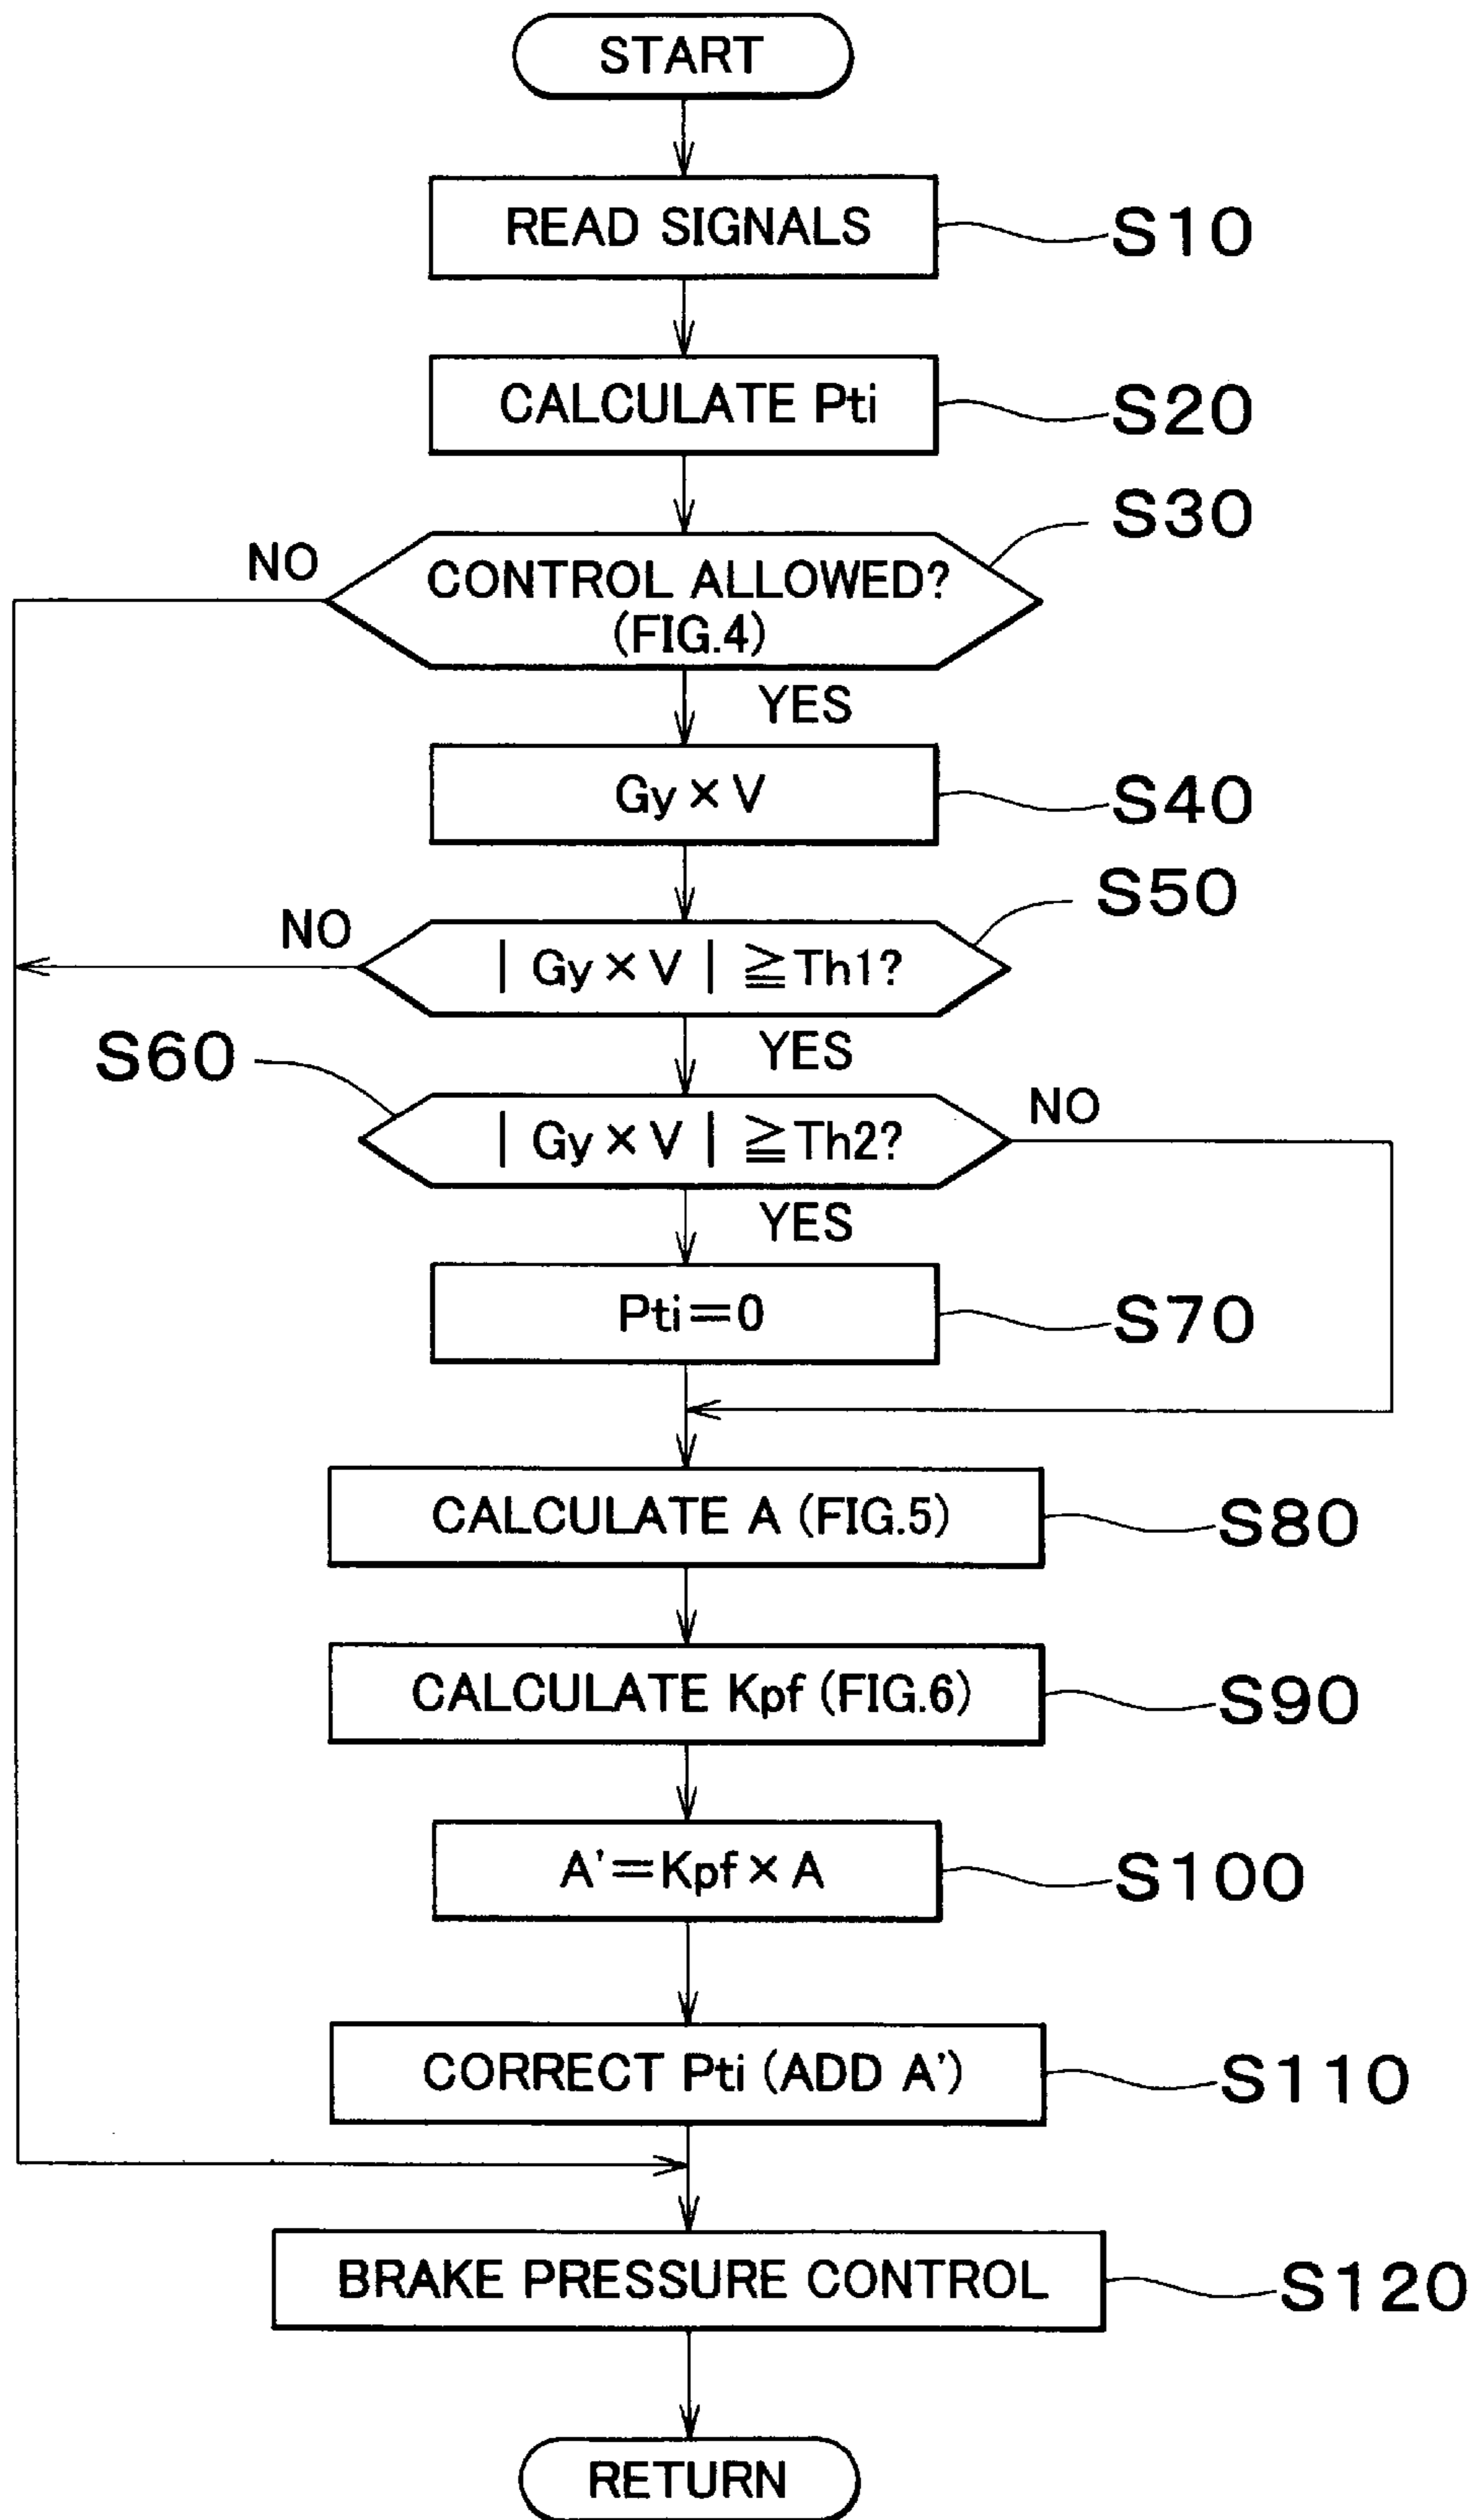 START
READ SIGNALS
S10
CALCULATE Pti
S20
S30
NO
CONTROL ALLOWED?
(FIG.4)
YES
Gy × V
S40
S50
NO
| Gy × V | ≧Th1?
YES
S60
NO
| Gy × V | ≧Th2?
YES
Pti=0
S70
CALCULATE A (FIG.5)
S80
CALCULATE Kpf (FIG.6)
S90
A'=Kpf × A
S100
CORRECT Pti (ADD A')
S110
BRAKE PRESSURE CONTROL
S120
RETURN